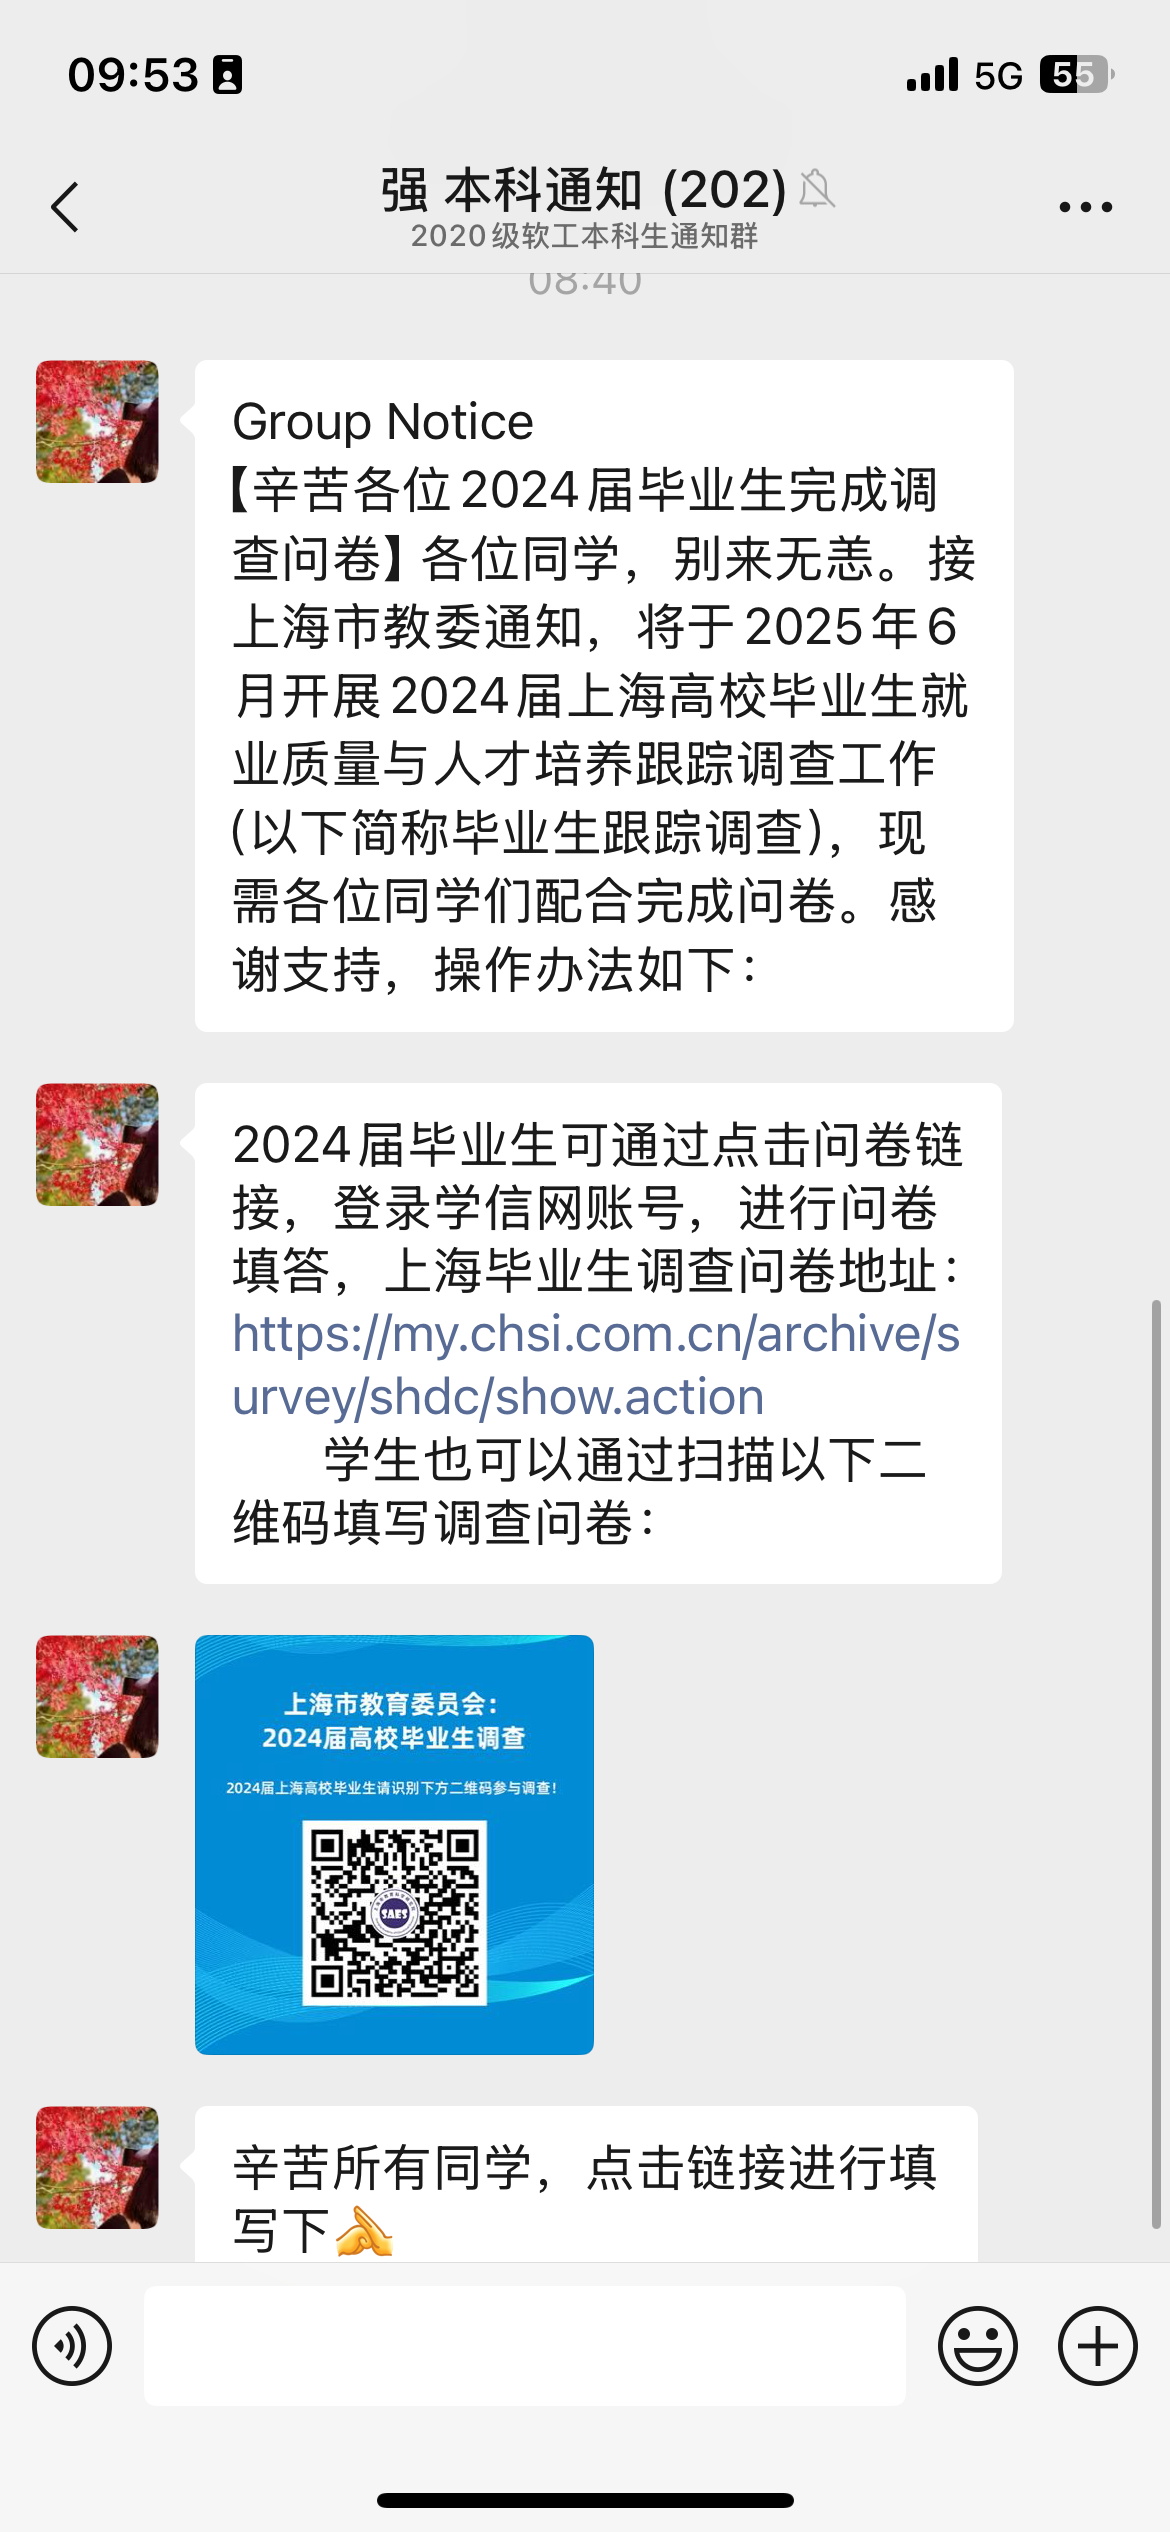 09:53
5G
55
强 本科通知 (202)
2020级软工本科生通知群
08:40
Group Notice
【辛苦各位2024届毕业生完成调
查问卷】各位同学，别来无恙。接
上海市教委通知，将于2025年6
月开展2024届上海高校毕业生就
业质量与人才培养跟踪调查工作
(以下简称毕业生跟踪调查)，现
需各位同学们配合完成问卷。感
谢支持，操作办法如下：
2024届毕业生可通过点击问卷链
接，登录学信网账号，进行问卷
填答，上海毕业生调查问卷地址：
https://my.chsi.com.cn/archive/s
urvey/shdc/show.action
学生也可以通过扫描以下二
维码填写调查问卷：
上海市教育委员会：
2024届高校毕业生调查
2024届上海高校毕业生请识别下方二维码参与调查！
SAES
辛苦所有同学，点击链接进行填
写下✍️